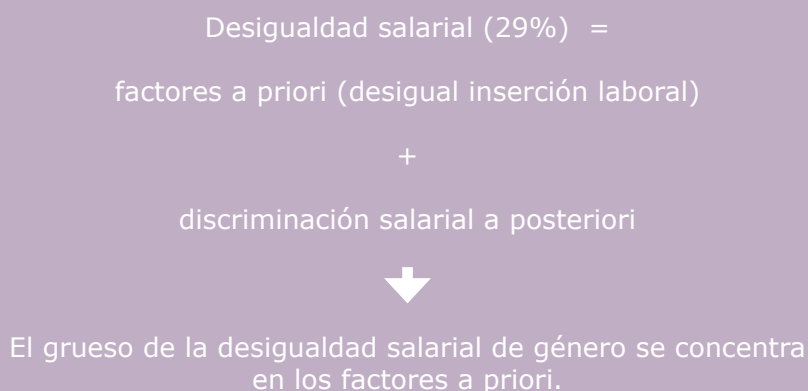 Desigualdad salarial (29%) =
factores a priori (desigual inserción laboral)
+
discriminación salarial a posteriori
El grueso de la desigualdad salarial de género se concentra
en los factores a priori.